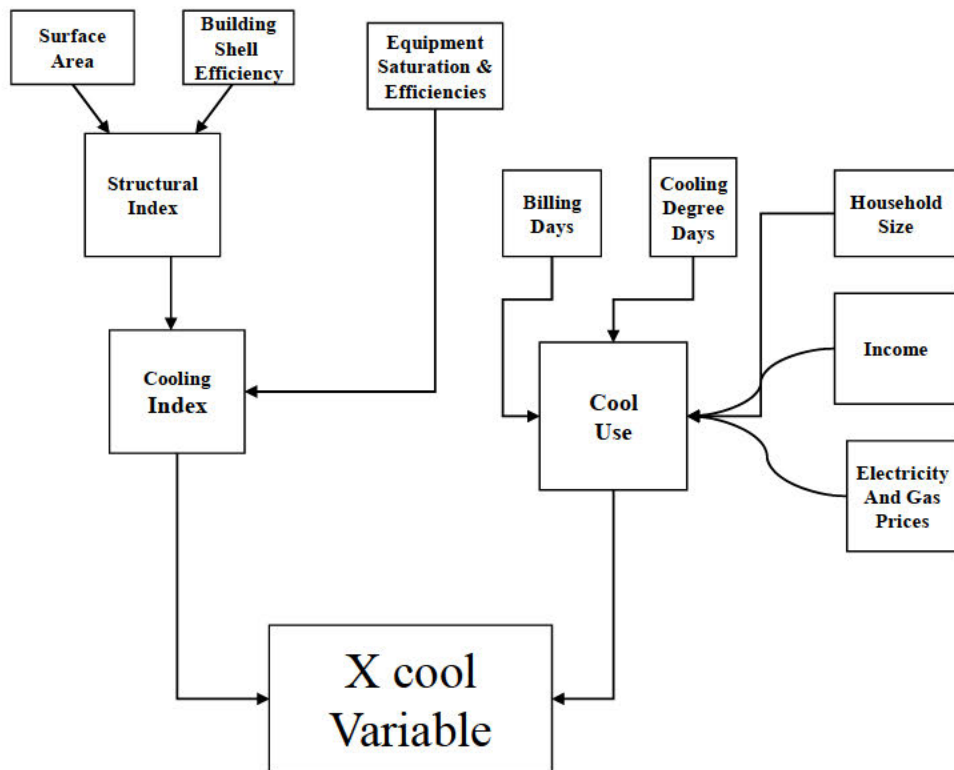 Surface
Area
Building
Shell
Efficiency
Equipment
Saturation &
Efficiencies
Structural
Index
Billing
Days
Cooling
Degree
Days
Household
Size
Cooling
Index
Cool
Use
Income
Electricity
And Gas
Prices
X cool
Variable